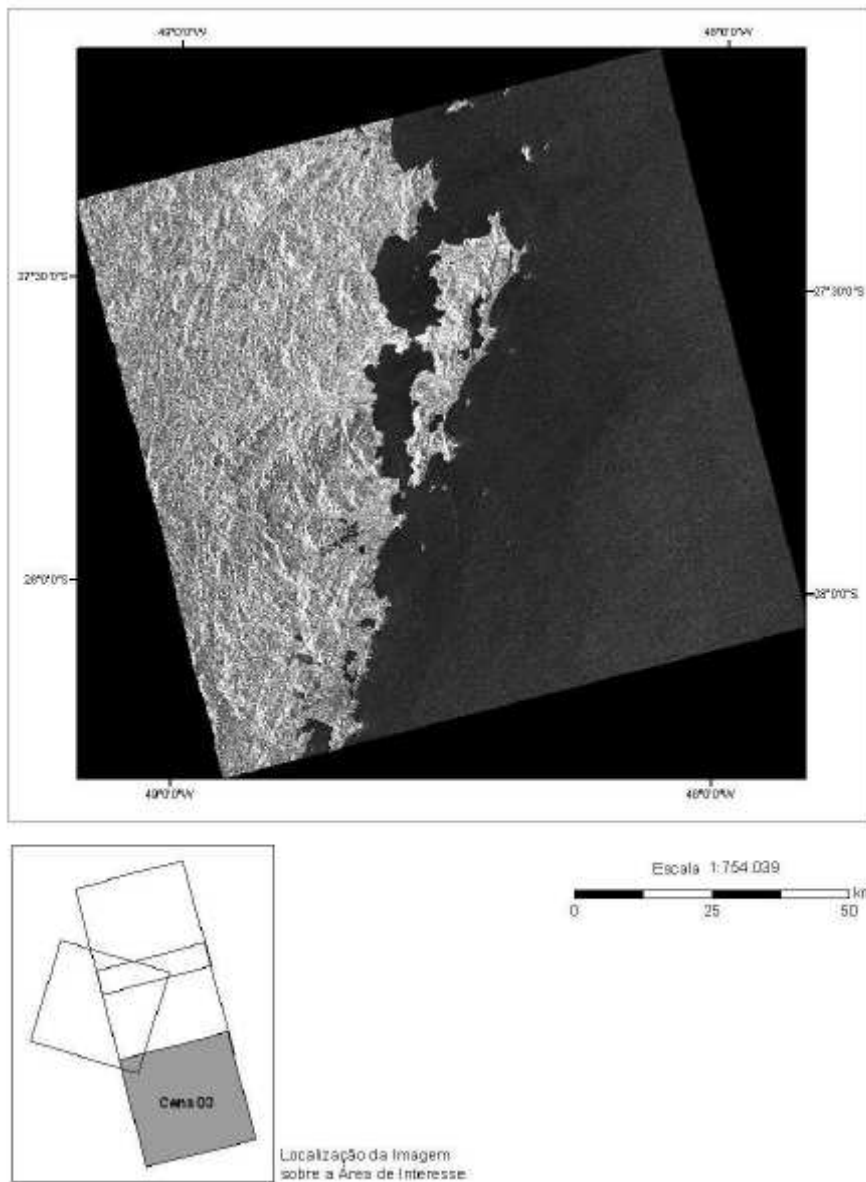 49°0'0"W 48°0'0"W
27°30'0"S 27°30'0"S
28°0'0"S 28°0'0"S
49°0'0"W 48°0'0"W
Escala 1:754.039
km
0 25 50
Cena 03
Localização da Imagem
sobre a Área de Interesse